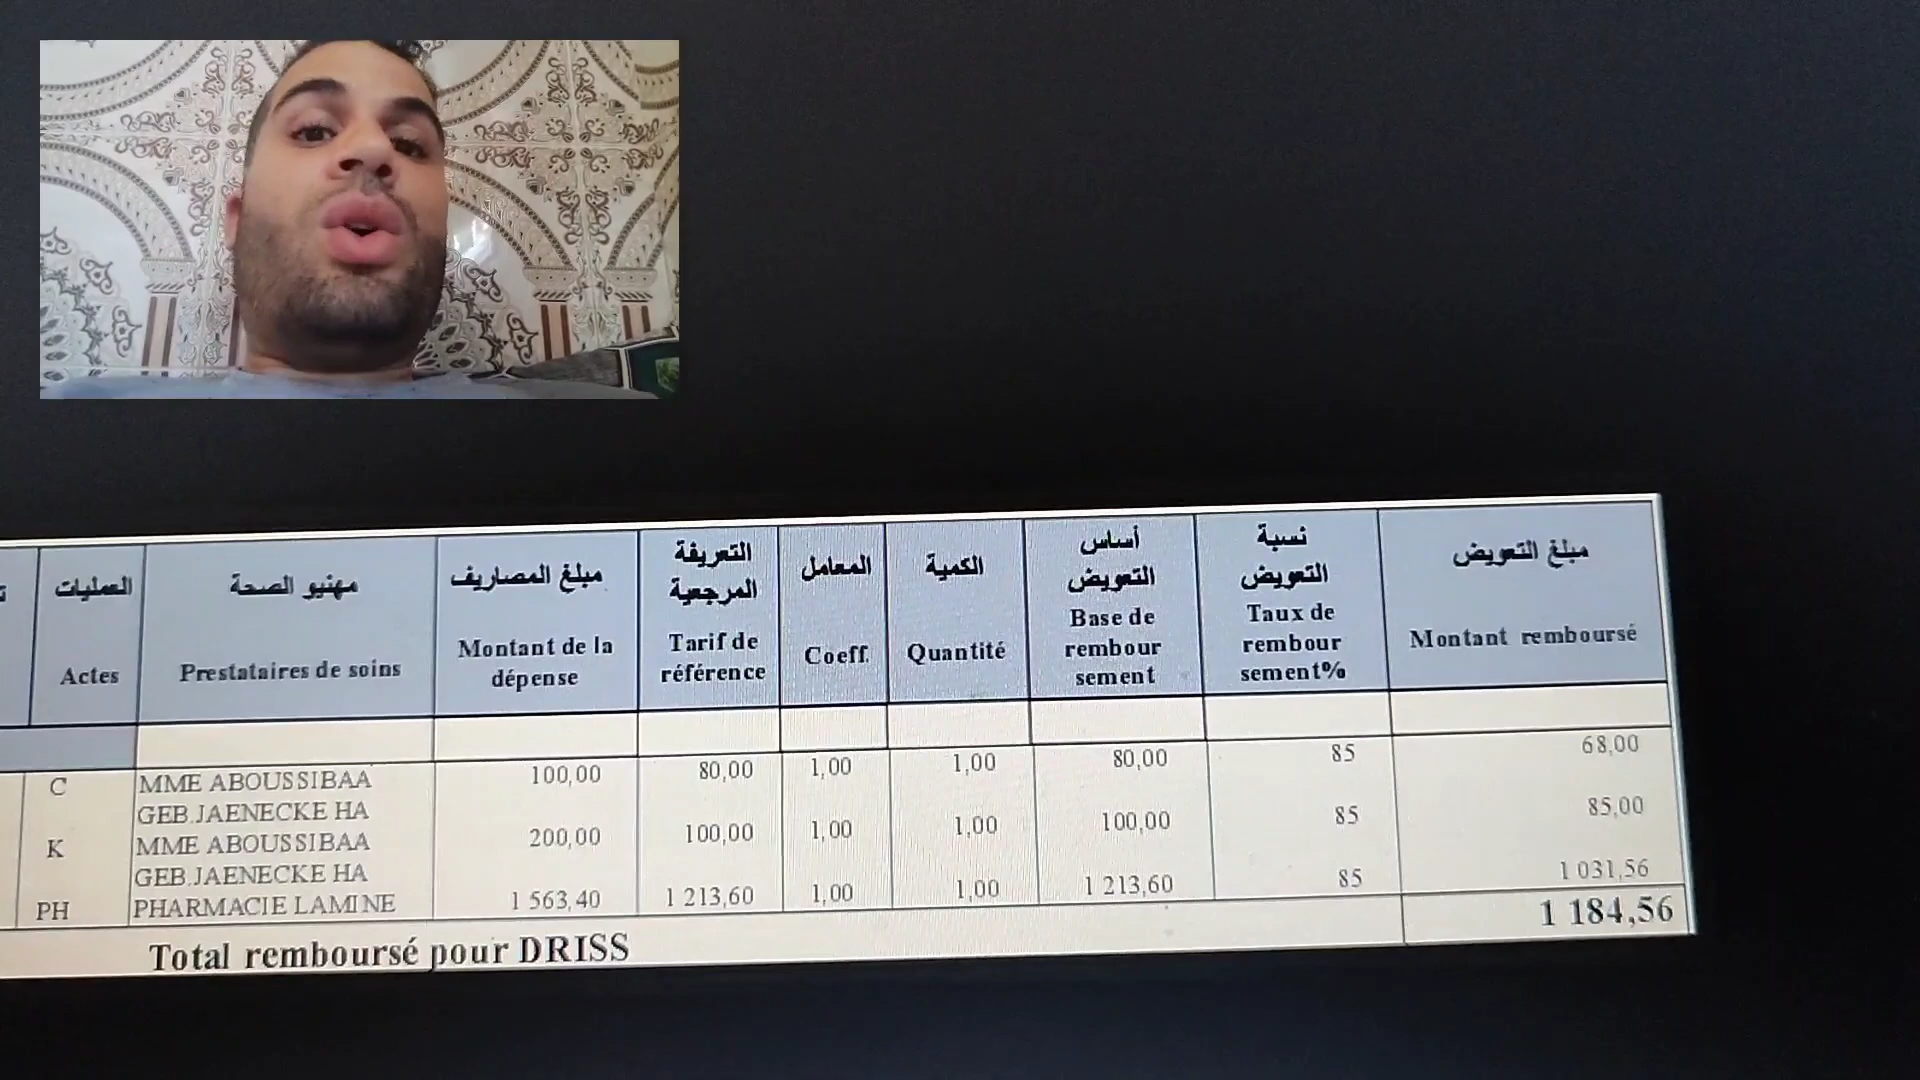 العمليات
Actes
مهنيو الصحة
Prestataires de soins
مبلغ المصاريف
Montant de la
dépense
التعريفة
المرجعية
Tarif de
référence
المعامل
Coeff.
الكمية
Quantité
أساس
التعويض
Base de
rembour
sement
نسبة
التعويض
Taux de
rembour
sement%
مبلغ التعويض
Montant remboursé
C MME ABOUSSIBAA 100,00 80,00 1,00 1,00 80,00 85 68,00
GEB.JAENECKE HA
K MME ABOUSSIBAA 200,00 100,00 1,00 1,00 100,00 85 85,00
GEB.JAENECKE HA
PH PHARMACIE LAMINE 1 563,40 1 213,60 1,00 1,00 1 213,60 85 1 031,56
Total remboursé pour DRISS 1 184,56